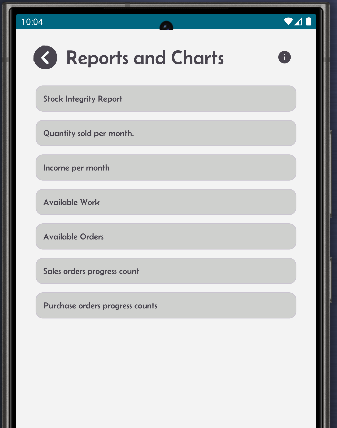 10:04
Reports and Charts
Stock Integrity Report
Quantity sold per month.
Income per month
Available Work
Available Orders
Sales orders progress count
Purchase orders progress counts